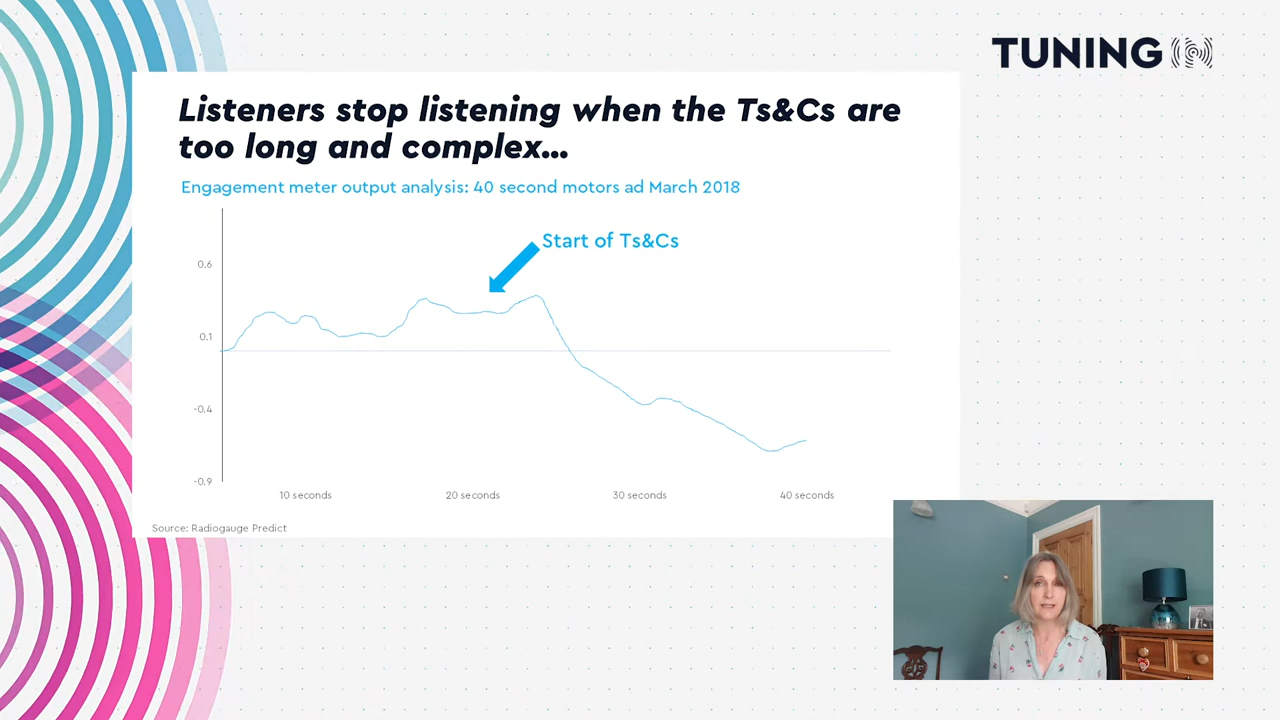 TUNING
Listeners stop listening when the Ts&Cs are
too long and complex...
Engagement meter output analysis: 40 second motors ad March 2018
Start of Ts&Cs
0.6
0.1
-0.4
-0.9
10 seconds
20 seconds
30 seconds
40 seconds
Source: Radiogauge Predict